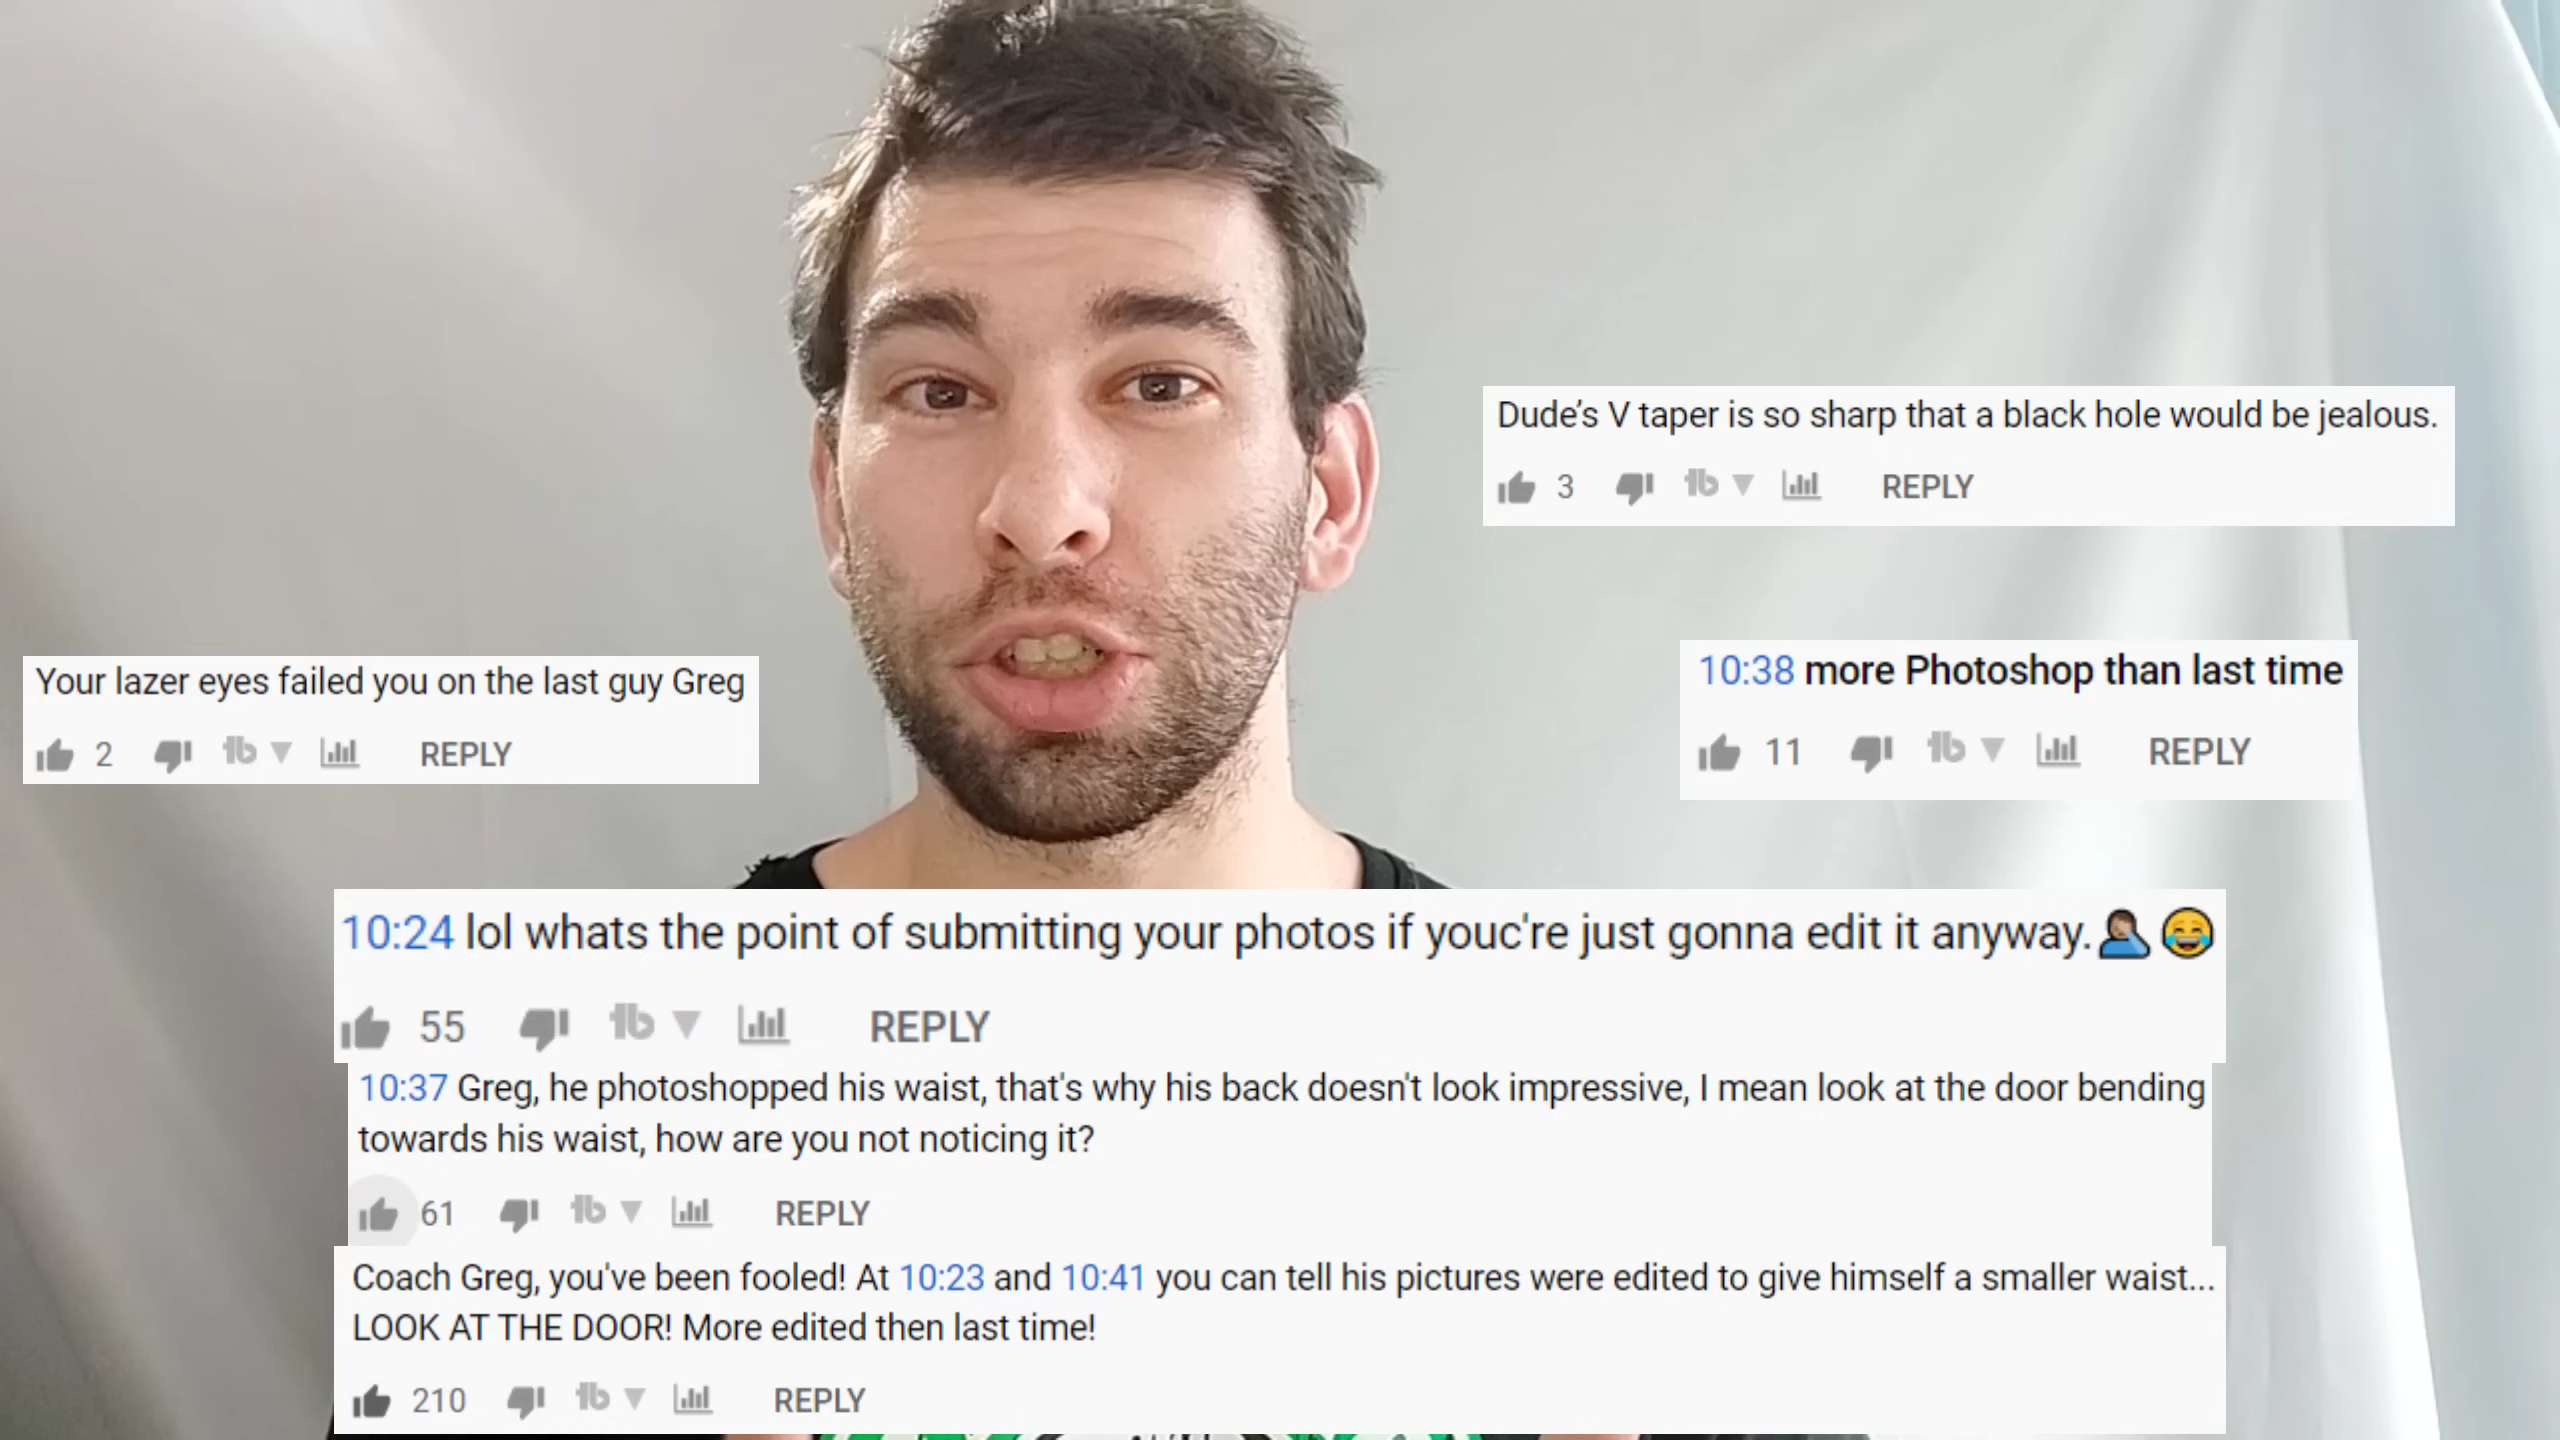 Dude’s V taper is so sharp that a black hole would be jealous.
3 REPLY
Your lazer eyes failed you on the last guy Greg
2 REPLY
10:38 more Photoshop than last time
11 REPLY
10:24 lol whats the point of submitting your photos if youc're just gonna edit it anyway.🤦🏽‍♂️😂
55 REPLY
10:37 Greg, he photoshopped his waist, that's why his back doesn't look impressive, I mean look at the door bending
towards his waist, how are you not noticing it?
61 REPLY
Coach Greg, you've been fooled! At 10:23 and 10:41 you can tell his pictures were edited to give himself a smaller waist...
LOOK AT THE DOOR! More edited then last time!
210 REPLY